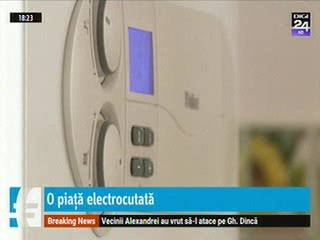 18:23
DIGI
24
HD
O piață electrocutată
Breaking News Vecinii Alexandrei au vrut să-l atace pe Gh. Dincă